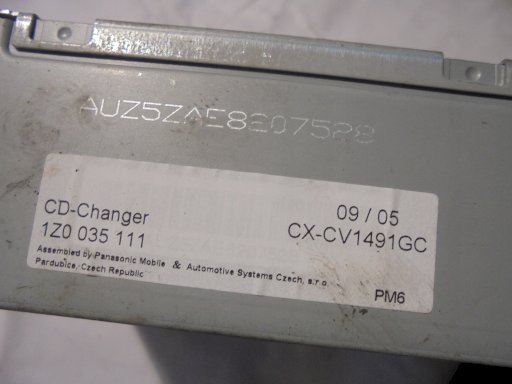 AUZ5ZAE8E07528
CD-Changer
09 / 05
1Z0 035 111
CX-CV1491GC
Assembled by Panasonic Mobile & Automotive Systems Czech, s.r.o.
Pardubice, Czech Republic
PM6